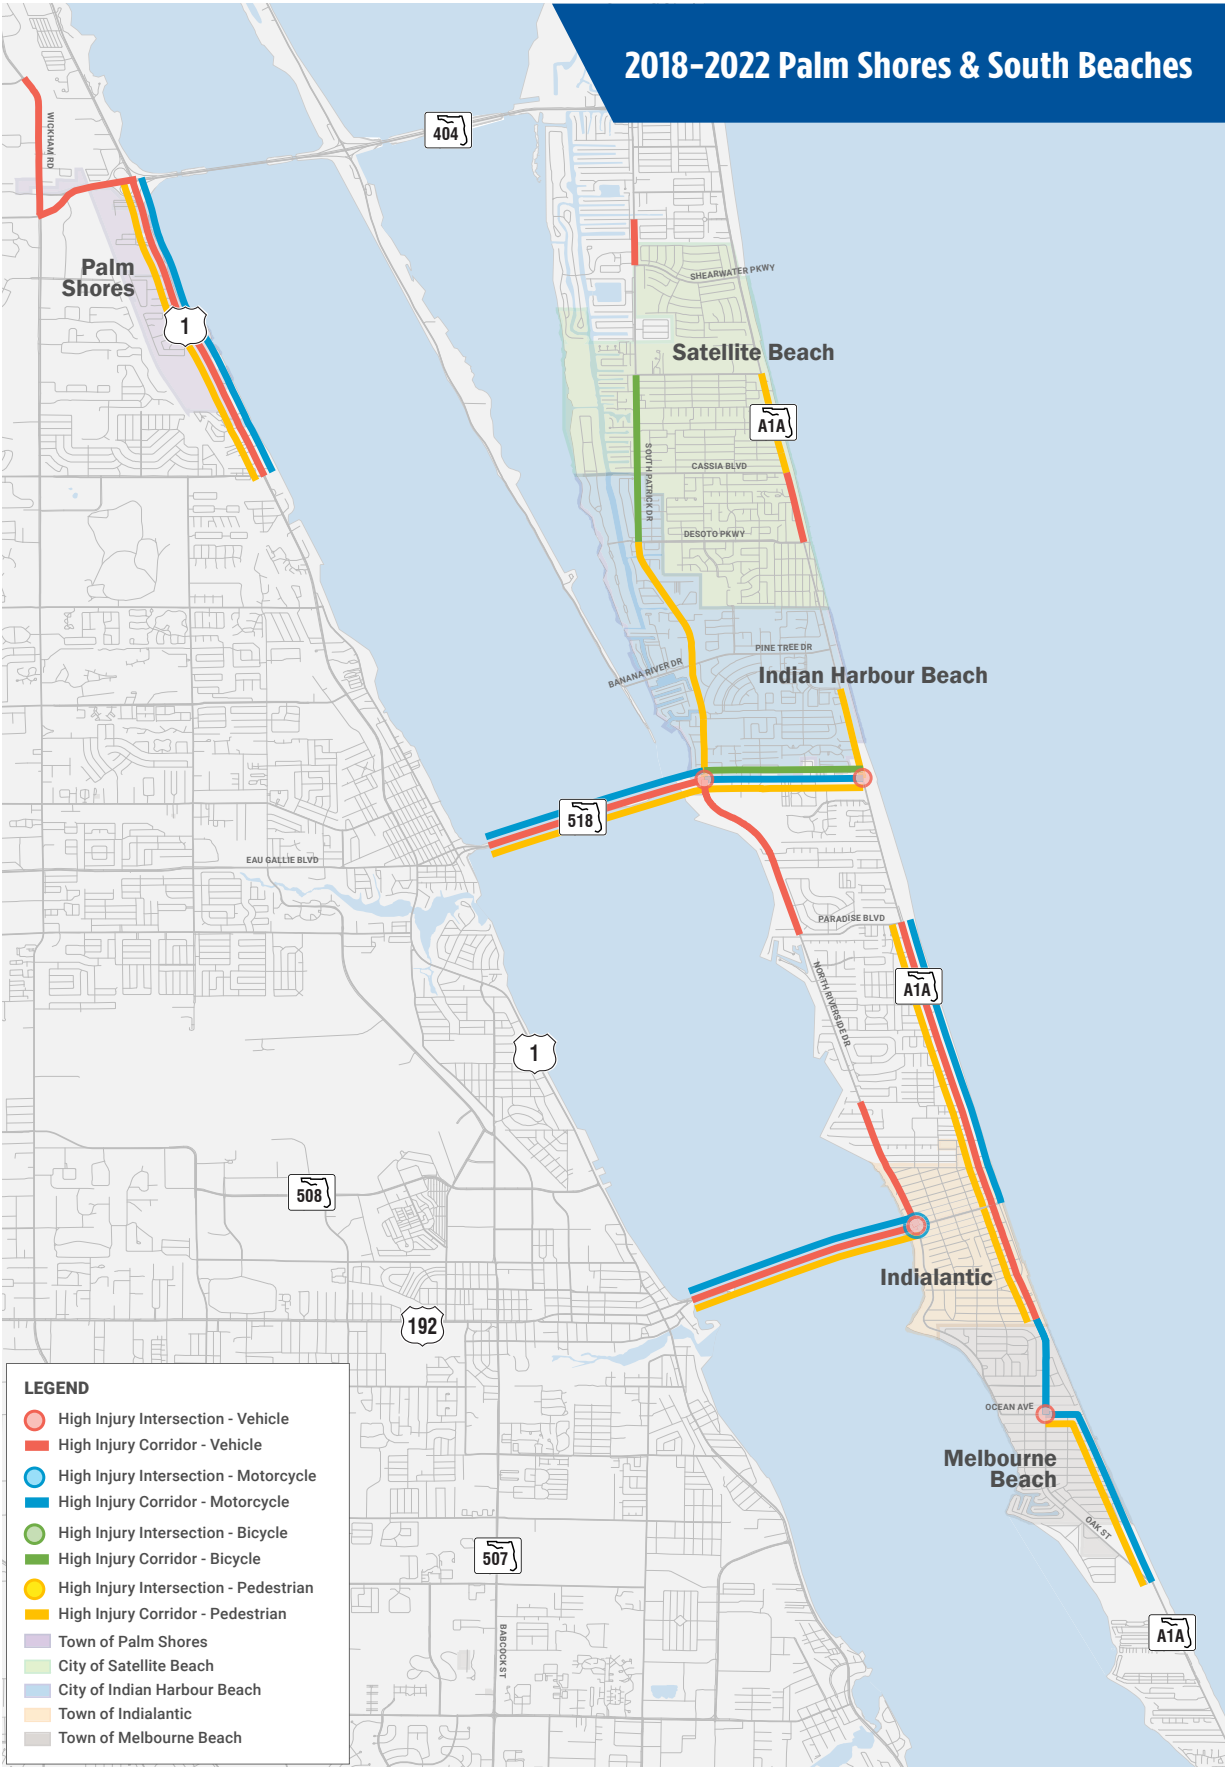 2018-2022 Palm Shores & South Beaches
404
WICKHAM RD
Palm
Shores
1
SHEARWATER PKWY
Satellite Beach
A1A
CASSIA BLVD
SOUTH PATRICK DR
DESOTO PKWY
PINE TREE DR
BANANA RIVER DR
Indian Harbour Beach
518
EAU GALLIE BLVD
PARADISE BLVD
A1A
NORTH RIVERSIDE DR
1
508
Indialantic
192
OCEAN AVE
Melbourne
Beach
OAK ST
507
BABCOCK ST
A1A
LEGEND
High Injury Intersection - Vehicle
High Injury Corridor - Vehicle
High Injury Intersection - Motorcycle
High Injury Corridor - Motorcycle
High Injury Intersection - Bicycle
High Injury Corridor - Bicycle
High Injury Intersection - Pedestrian
High Injury Corridor - Pedestrian
Town of Palm Shores
City of Satellite Beach
City of Indian Harbour Beach
Town of Indialantic
Town of Melbourne Beach